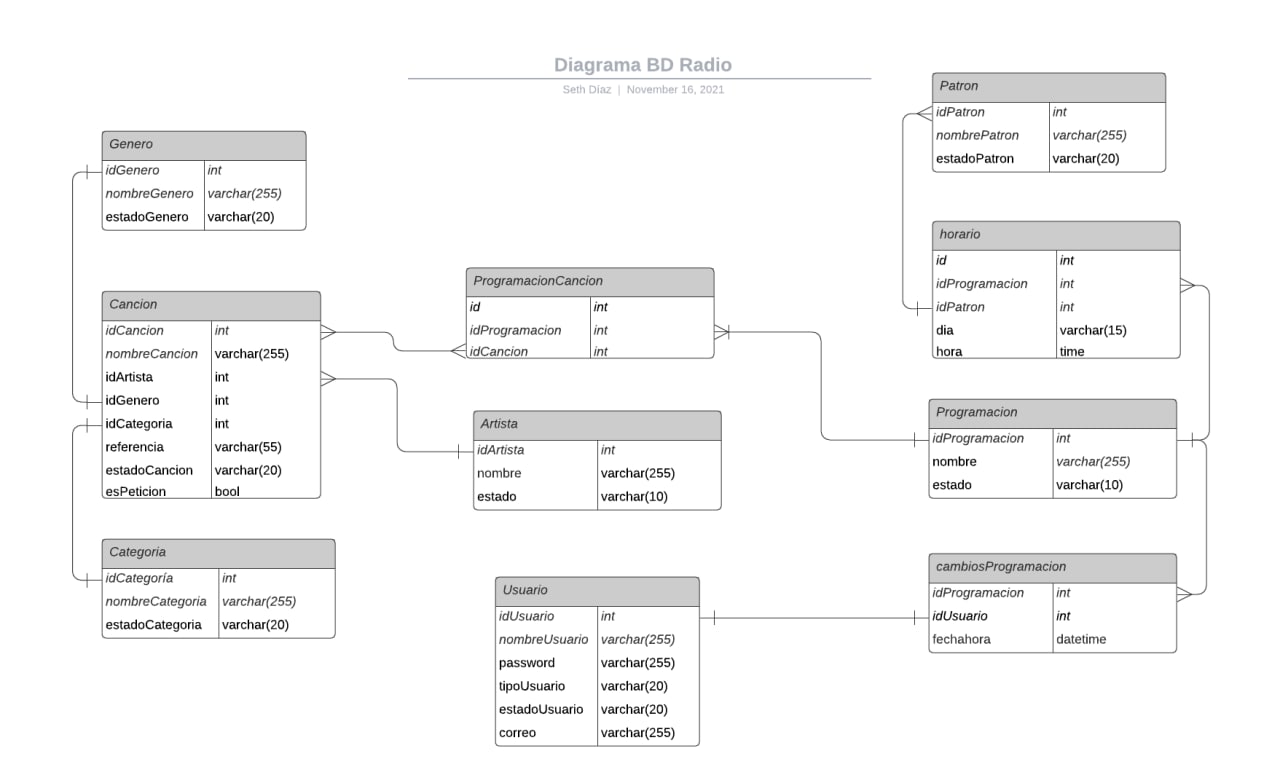 Diagrama BD Radio
Seth Díaz | November 16, 2021
Genero
idGenero int
nombreGenero varchar(255)
estadoGenero varchar(20)
Cancion
idCancion int
nombreCancion varchar(255)
idArtista int
idGenero int
idCategoria int
referencia varchar(55)
estadoCancion varchar(20)
esPeticion bool
Categoria
idCategoría int
nombreCategoria varchar(255)
estadoCategoria varchar(20)
ProgramacionCancion
id int
idProgramacion int
idCancion int
Artista
idArtista int
nombre varchar(255)
estado varchar(10)
Usuario
idUsuario int
nombreUsuario varchar(255)
password varchar(255)
tipoUsuario varchar(20)
estadoUsuario varchar(20)
correo varchar(255)
Patron
idPatron int
nombrePatron varchar(255)
estadoPatron varchar(20)
horario
id int
idProgramacion int
idPatron int
dia varchar(15)
hora time
Programacion
idProgramacion int
nombre varchar(255)
estado varchar(10)
cambiosProgramacion
idProgramacion int
idUsuario int
fechahora datetime